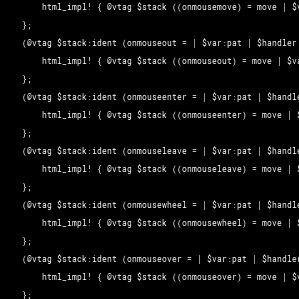 html_impl! { @vtag $stack ((onmousemove) = move | $v
};
(@vtag $stack:ident (onmouseout = | $var:pat | $handler
html_impl! { @vtag $stack ((onmouseout) = move | $va
};
(@vtag $stack:ident (onmouseenter = | $var:pat | $handle
html_impl! { @vtag $stack ((onmouseenter) = move | $
};
(@vtag $stack:ident (onmouseleave = | $var:pat | $handle
html_impl! { @vtag $stack ((onmouseleave) = move | $
};
(@vtag $stack:ident (onmousewheel = | $var:pat | $handle
html_impl! { @vtag $stack ((onmousewheel) = move | $
};
(@vtag $stack:ident (onmouseover = | $var:pat | $handler
html_impl! { @vtag $stack ((onmouseover) = move | $v
};